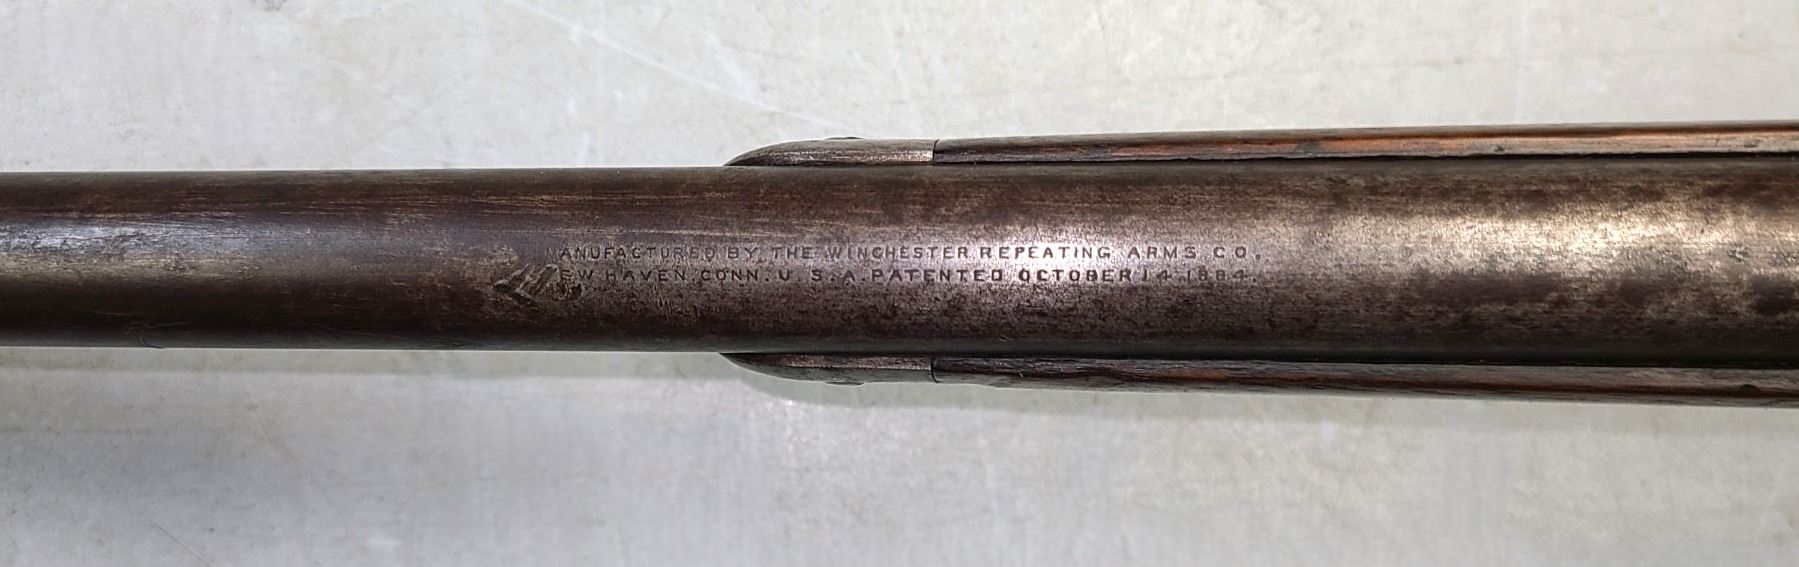 MANUFACTURED BY THE WINCHESTER REPEATING ARMS CO.
NEW HAVEN. CONN. U.S.A. PATENTED OCTOBER 14 1884.